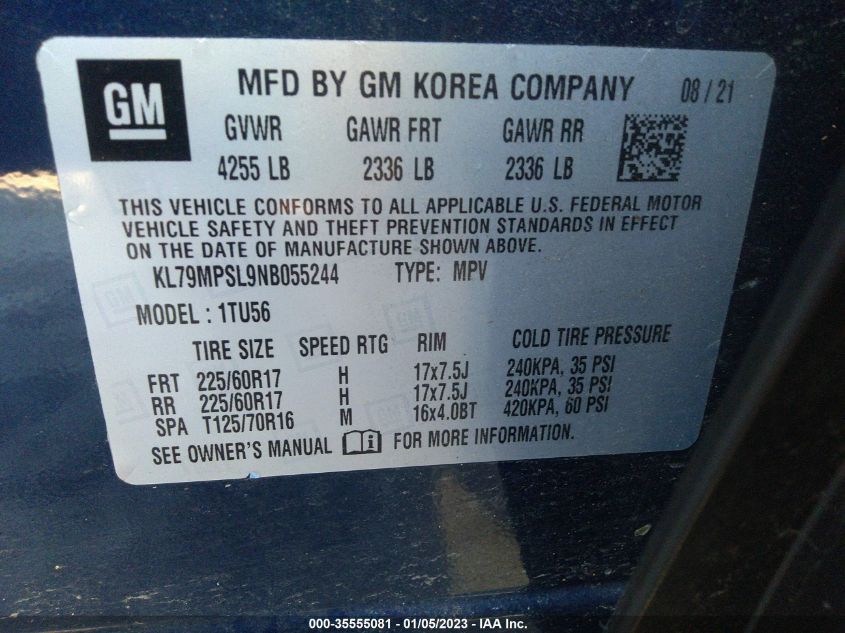 GM MFD BY GM KOREA COMPANY 08 / 21
GVWR GAWR FRT GAWR RR
4255 LB 2336 LB 2336 LB
THIS VEHICLE CONFORMS TO ALL APPLICABLE U.S. FEDERAL MOTOR
VEHICLE SAFETY AND THEFT PREVENTION STANDARDS IN EFFECT
ON THE DATE OF MANUFACTURE SHOWN ABOVE.
KL79MPSL9NB055244 TYPE: MPV
MODEL : 1TU56
TIRE SIZE SPEED RTG RIM COLD TIRE PRESSURE
FRT 225/60R17 H 17x7.5J 240KPA, 35 PSI
RR 225/60R17 H 17x7.5J 240KPA, 35 PSI
SPA T125/70R16 M 16x4.0BT 420KPA, 60 PSI
SEE OWNER'S MANUAL FOR MORE INFORMATION.
000-35555081 - 01/05/2023 - IAA Inc.